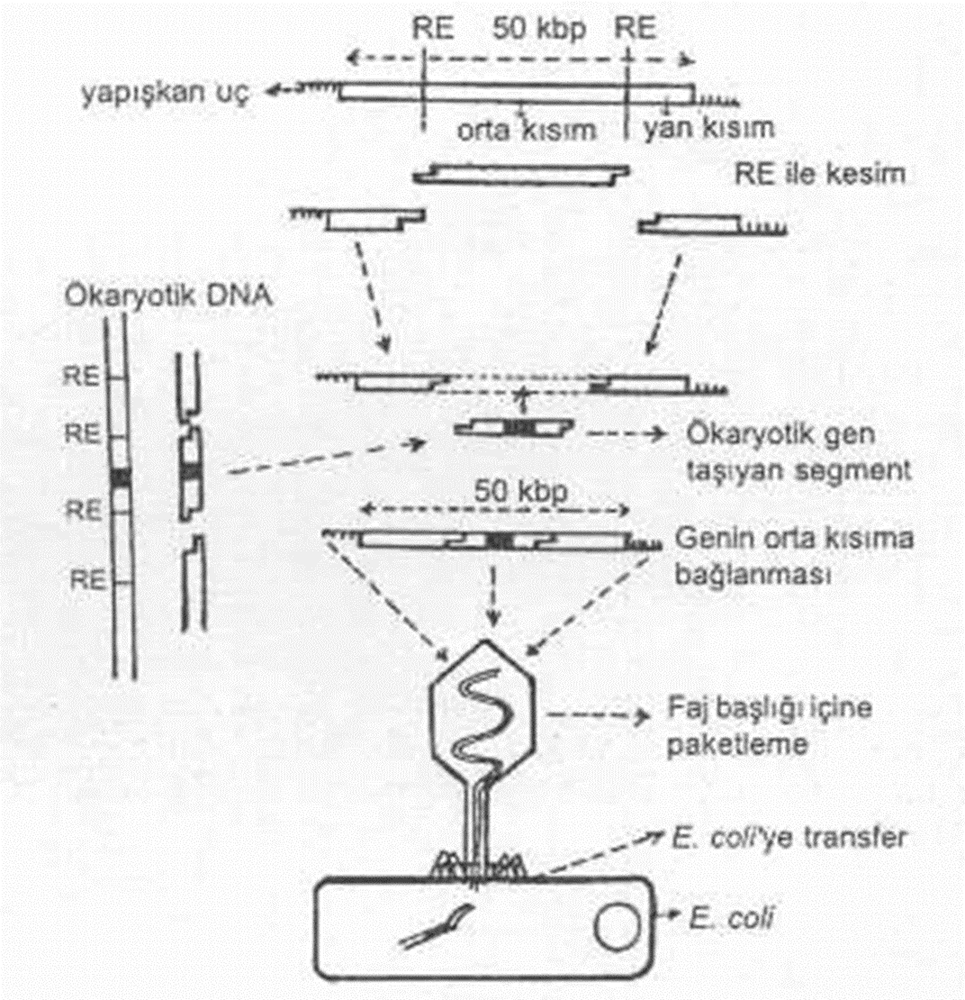 RE 50 kbp RE
yapışkan uç
orta kısım yan kısım
RE ile kesim
Ökaryotik DNA
RE
RE
RE
RE
Ökaryotik gen
taşıyan segment
50 kbp
Genin orta kısıma
bağlanması
Faj başlığı içine
paketleme
E. coli'ye transfer
E. coli